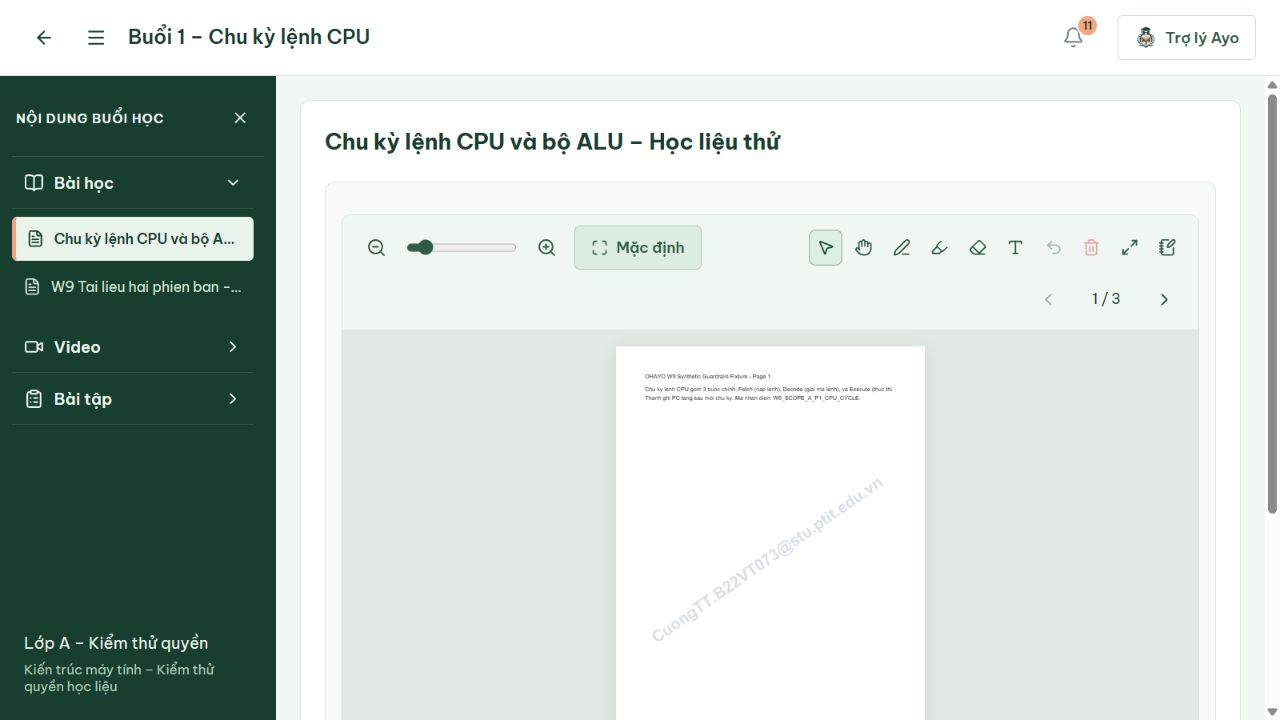 Buổi 1 – Chu kỳ lệnh CPU
11
Trợ lý Ayo
NỘI DUNG BUỔI HỌC
Bài học
Chu kỳ lệnh CPU và bộ A...
W9 Tai lieu hai phien ban -...
Video
Bài tập
Lớp A – Kiểm thử quyền
Kiến trúc máy tính – Kiểm thử
quyền học liệu
Chu kỳ lệnh CPU và bộ ALU – Học liệu thử
Mặc định
1 / 3
OHAYO W9 Synthetic Guardrails Fixture - Page 1
Chu ky lenh CPU gom 3 buoc chinh: Fetch (nap lenh), Decode (giai ma lenh), va Execute (thuc thi
Thanh ghi PC tang sau moi chu ky. Ma nhan dien: W9_SCOPE_A_P1_CPU_CYCLE.
CuongTT.B22VT073@stu.ptit.edu.vn